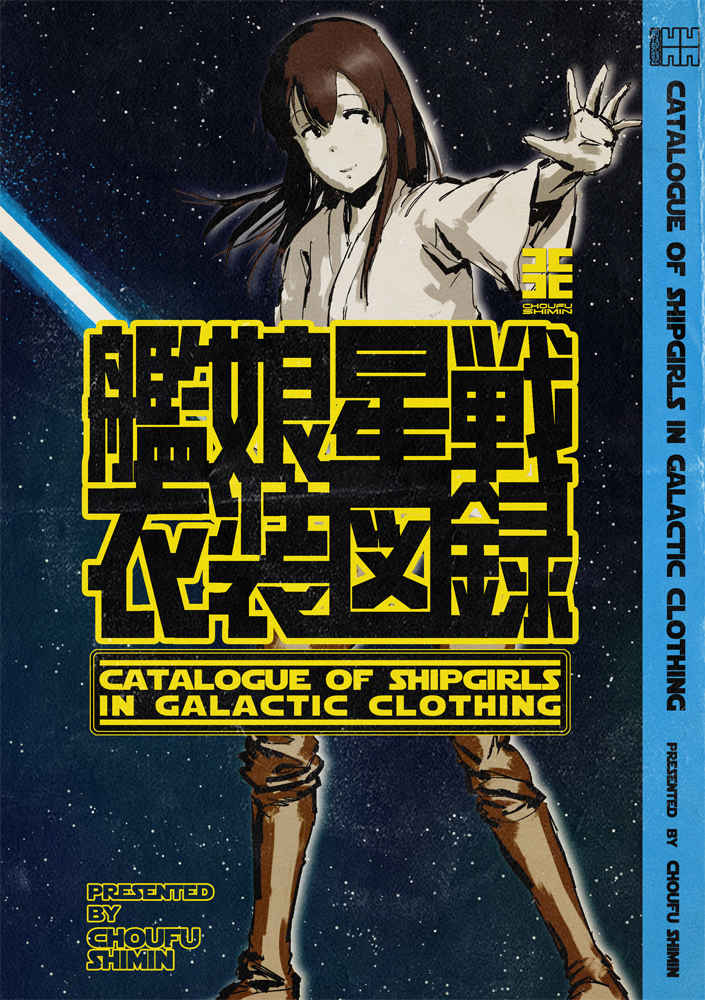 CHOUFU
SHIMIN
艦娘星戦
衣装図録
CATALOGUE OF SHIPGIRLS
IN GALACTIC CLOTHING
PRESENTED
BY
CHOUFU
SHIMIN
CATALOGUE OF SHIPGIRLS IN GALACTIC CLOTHING
PRESENTED BY CHOUFU SHIMIN